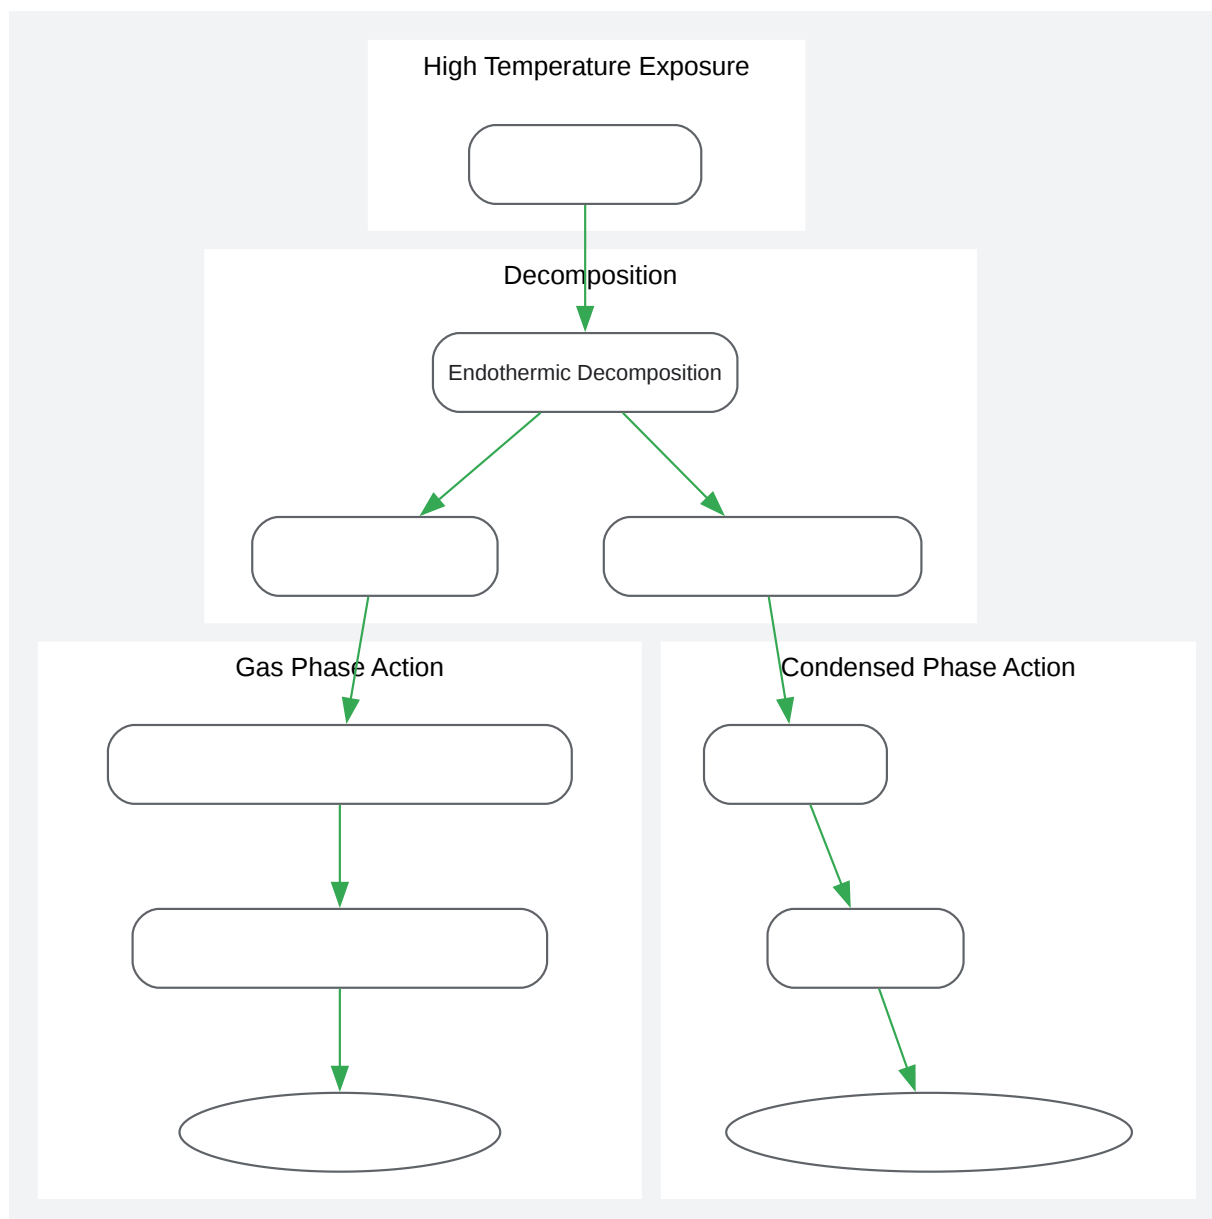 High Temperature Exposure
Decomposition
Endothermic Decomposition
Gas Phase Action
Condensed Phase Action